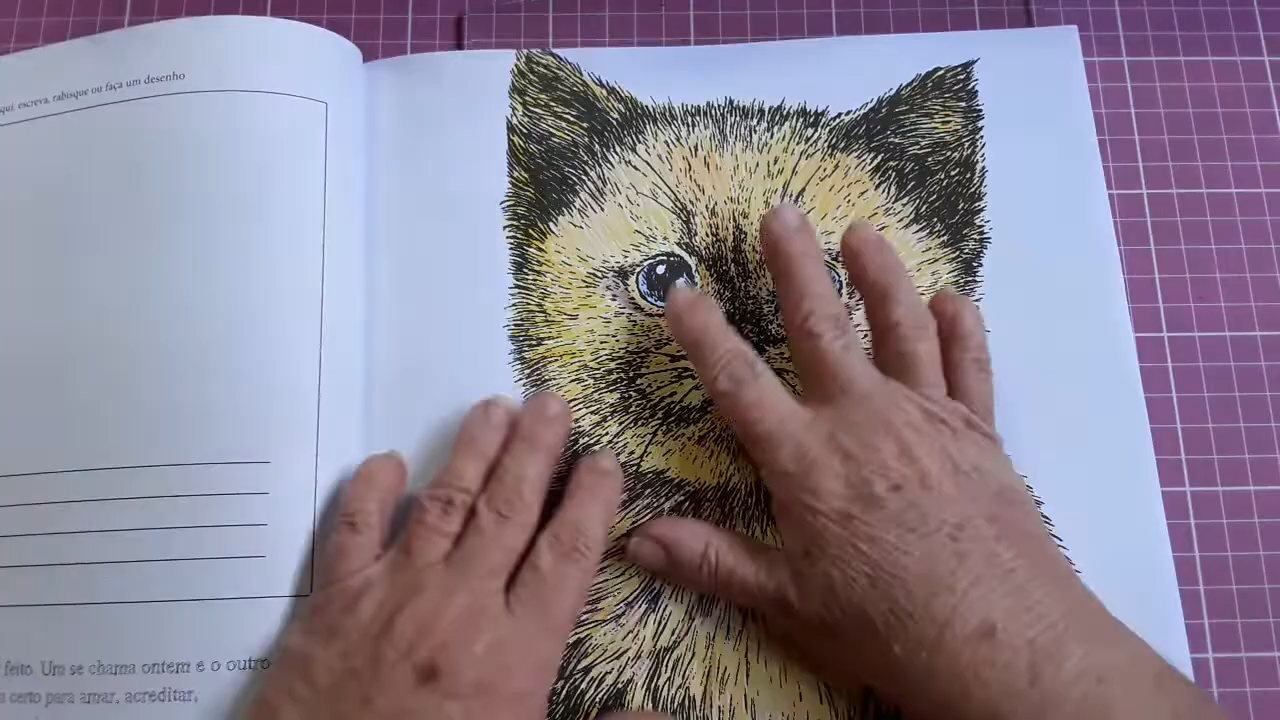 qui, escreva, rabisque ou faça um desenho
feito. Um se chama ontem e o outro
certo para amar, acreditar,